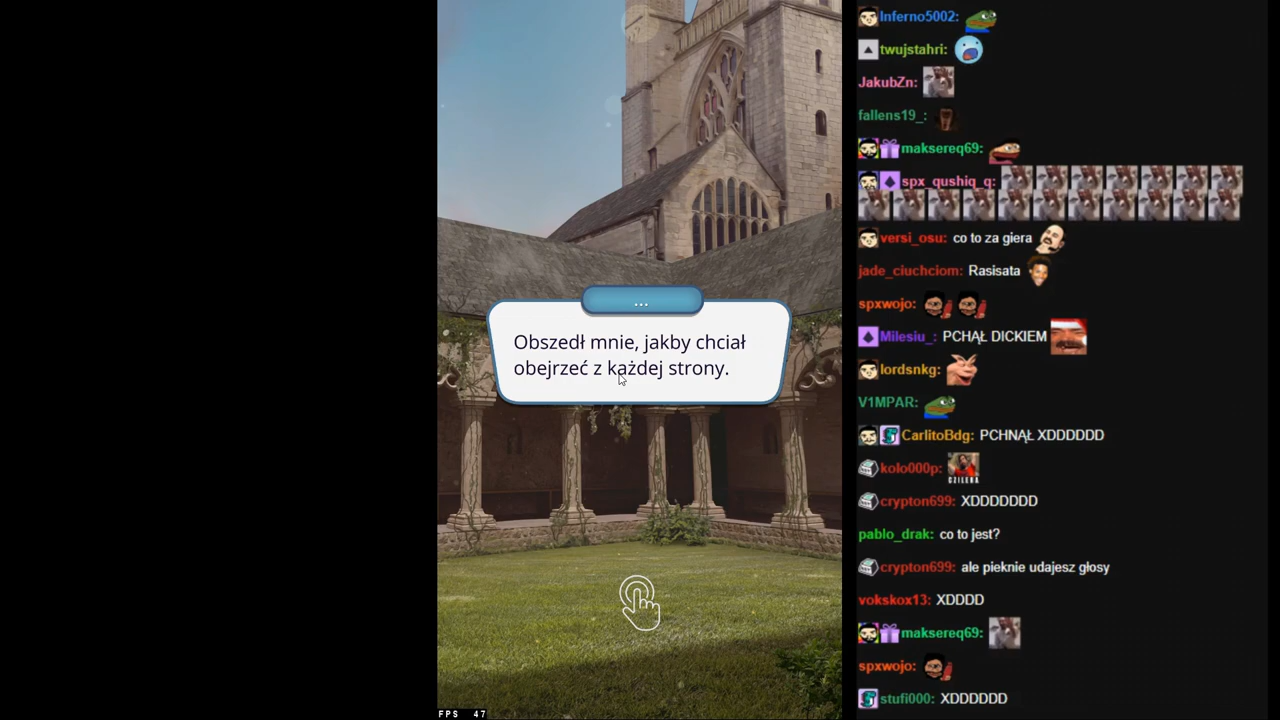 ...
Obszedł mnie, jakby chciał
obejrzeć z każdej strony.
FPS 47
Inferno5002:
twujstahri:
JakubZn:
fallens19_:
maksereq69:
spx_qushiq_q:
versi_osu: co to za giera
jade_ciuchciom: Rasisata
spxwojo:
Milesiu_: PCHĄŁ DICKIEM
lordsnkg:
V1MPAR:
CarlitoBdg: PCHNĄŁ XDDDDDD
kolo000p: CZILERA
crypton699: XDDDDDDD
pablo_drak: co to jest?
crypton699: ale pieknie udajesz głosy
vokskox13: XDDDD
maksereq69:
spxwojo:
stufi000: XDDDDDD